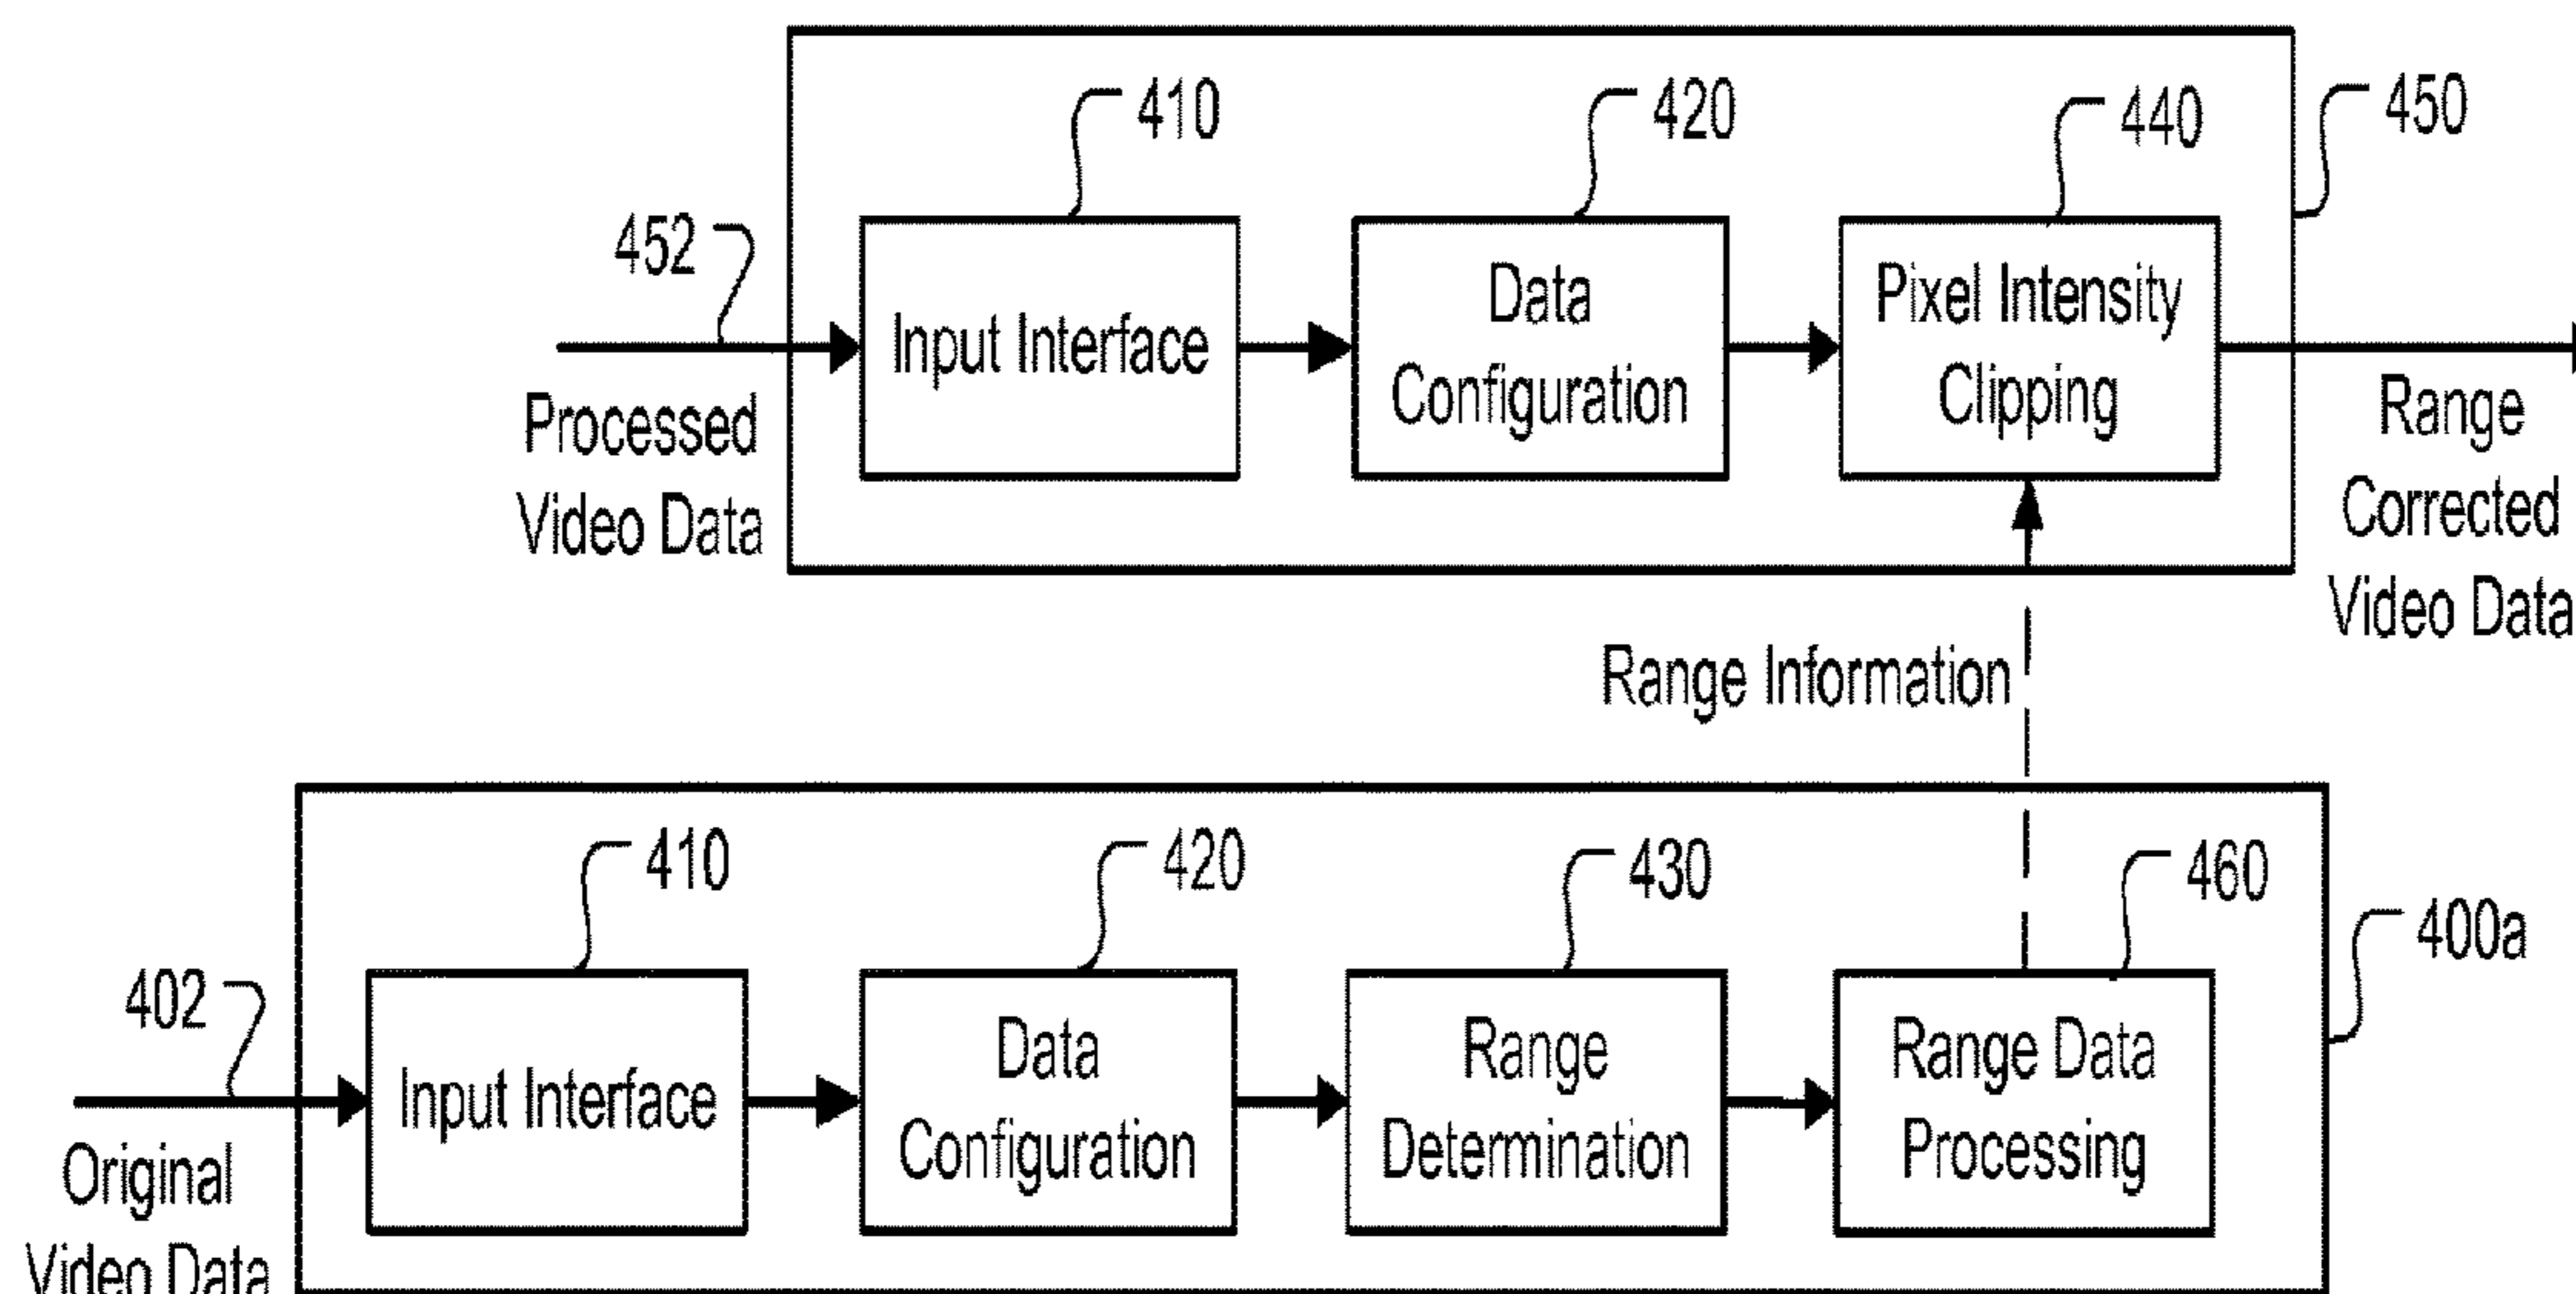 410
420
440
450
452
Input Interface
Data
Configuration
Pixel Intensity
Clipping
Processed
Video Data
Range
Corrected
Video Data
Range Information
410
420
430
460
400a
402
Input Interface
Data
Configuration
Range
Determination
Range Data
Processing
Original
Video Data